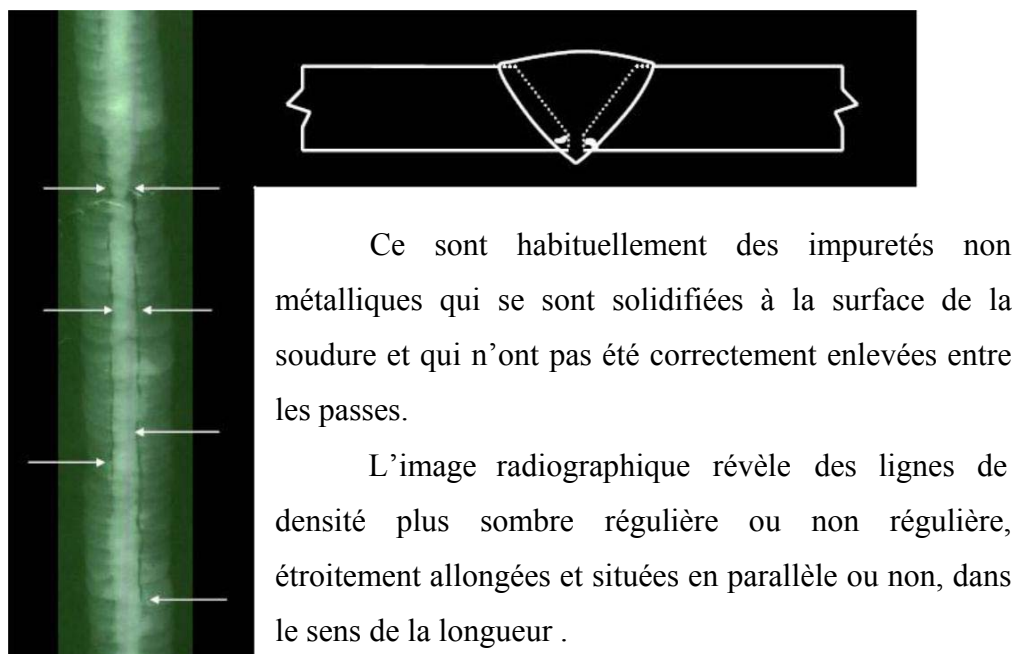 Ce sont habituellement des impuretés non
métalliques qui se sont solidifiées à la surface de la
soudure et qui n’ont pas été correctement enlevées entre
les passes.
L’image radiographique révèle des lignes de
densité plus sombre régulière ou non régulière,
étroitement allongées et situées en parallèle ou non, dans
le sens de la longueur .